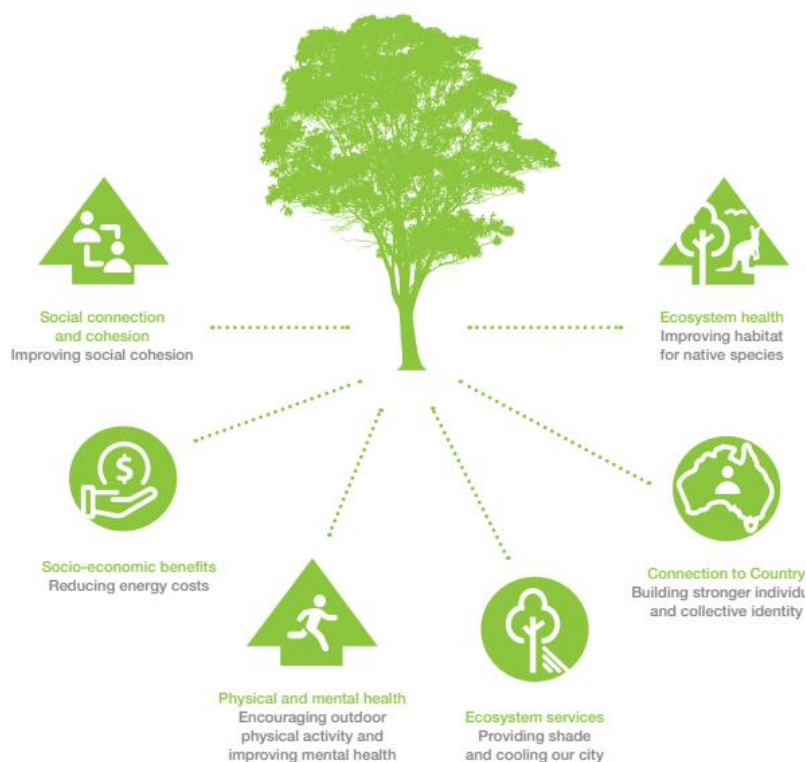 Social connection
and cohesion
Improving social cohesion
Ecosystem health
Improving habitat
for native species
$
Socio-economic benefits
Reducing energy costs
Connection to Country
Building stronger individu
and collective identity
Physical and mental health
Encouraging outdoor
physical activity and
improving mental health
Ecosystem services
Providing shade
and cooling our city